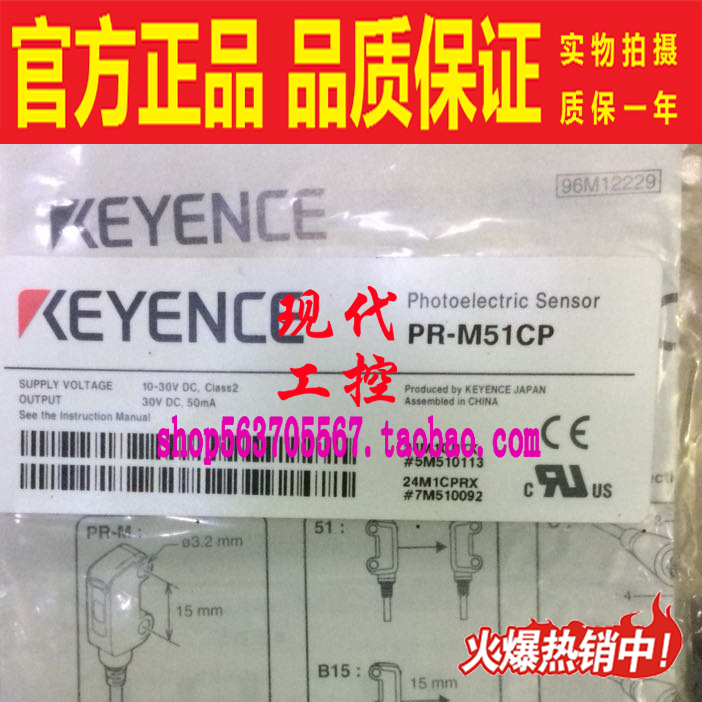 官方正品 品质保证
实物拍摄
质保一年
KEYENCE
96M12229
KEYENCE
Photoelectric Sensor
PR-M51CP
现代
工控
SUPPLY VOLTAGE 10-30V DC, Class2
OUTPUT 30V DC, 50mA
See the Instruction Manual
Produced by KEYENCE JAPAN
Assembled in CHINA
shop563705567.taobao.com
#5M510113
24M1CPRX
#7M510092
CE
C US
PR-M :
ø3.2 mm
15 mm
51 :
B15 :
15 mm
4
火爆热销中!